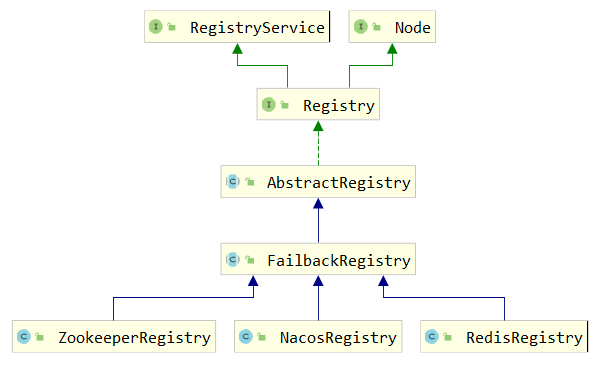 RegistryService Node
Registry
AbstractRegistry
FailbackRegistry
ZookeeperRegistry NacosRegistry RedisRegistry